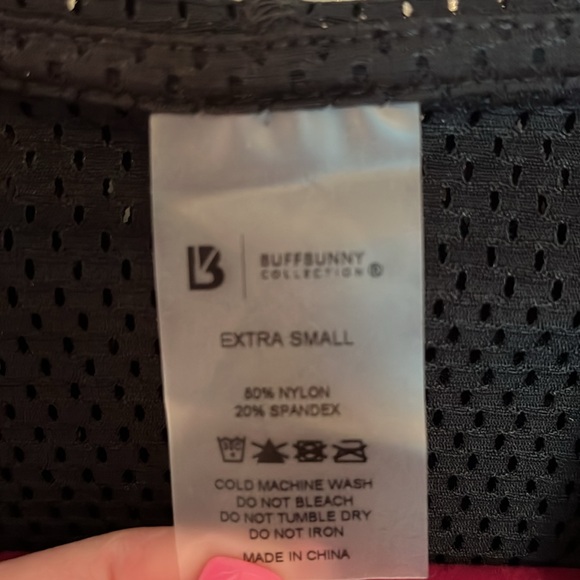 BUFFBUNNY
COLLECTION®
EXTRA SMALL
80% NYLON
20% SPANDEX
COLD MACHINE WASH
DO NOT BLEACH
DO NOT TUMBLE DRY
DO NOT IRON
MADE IN CHINA